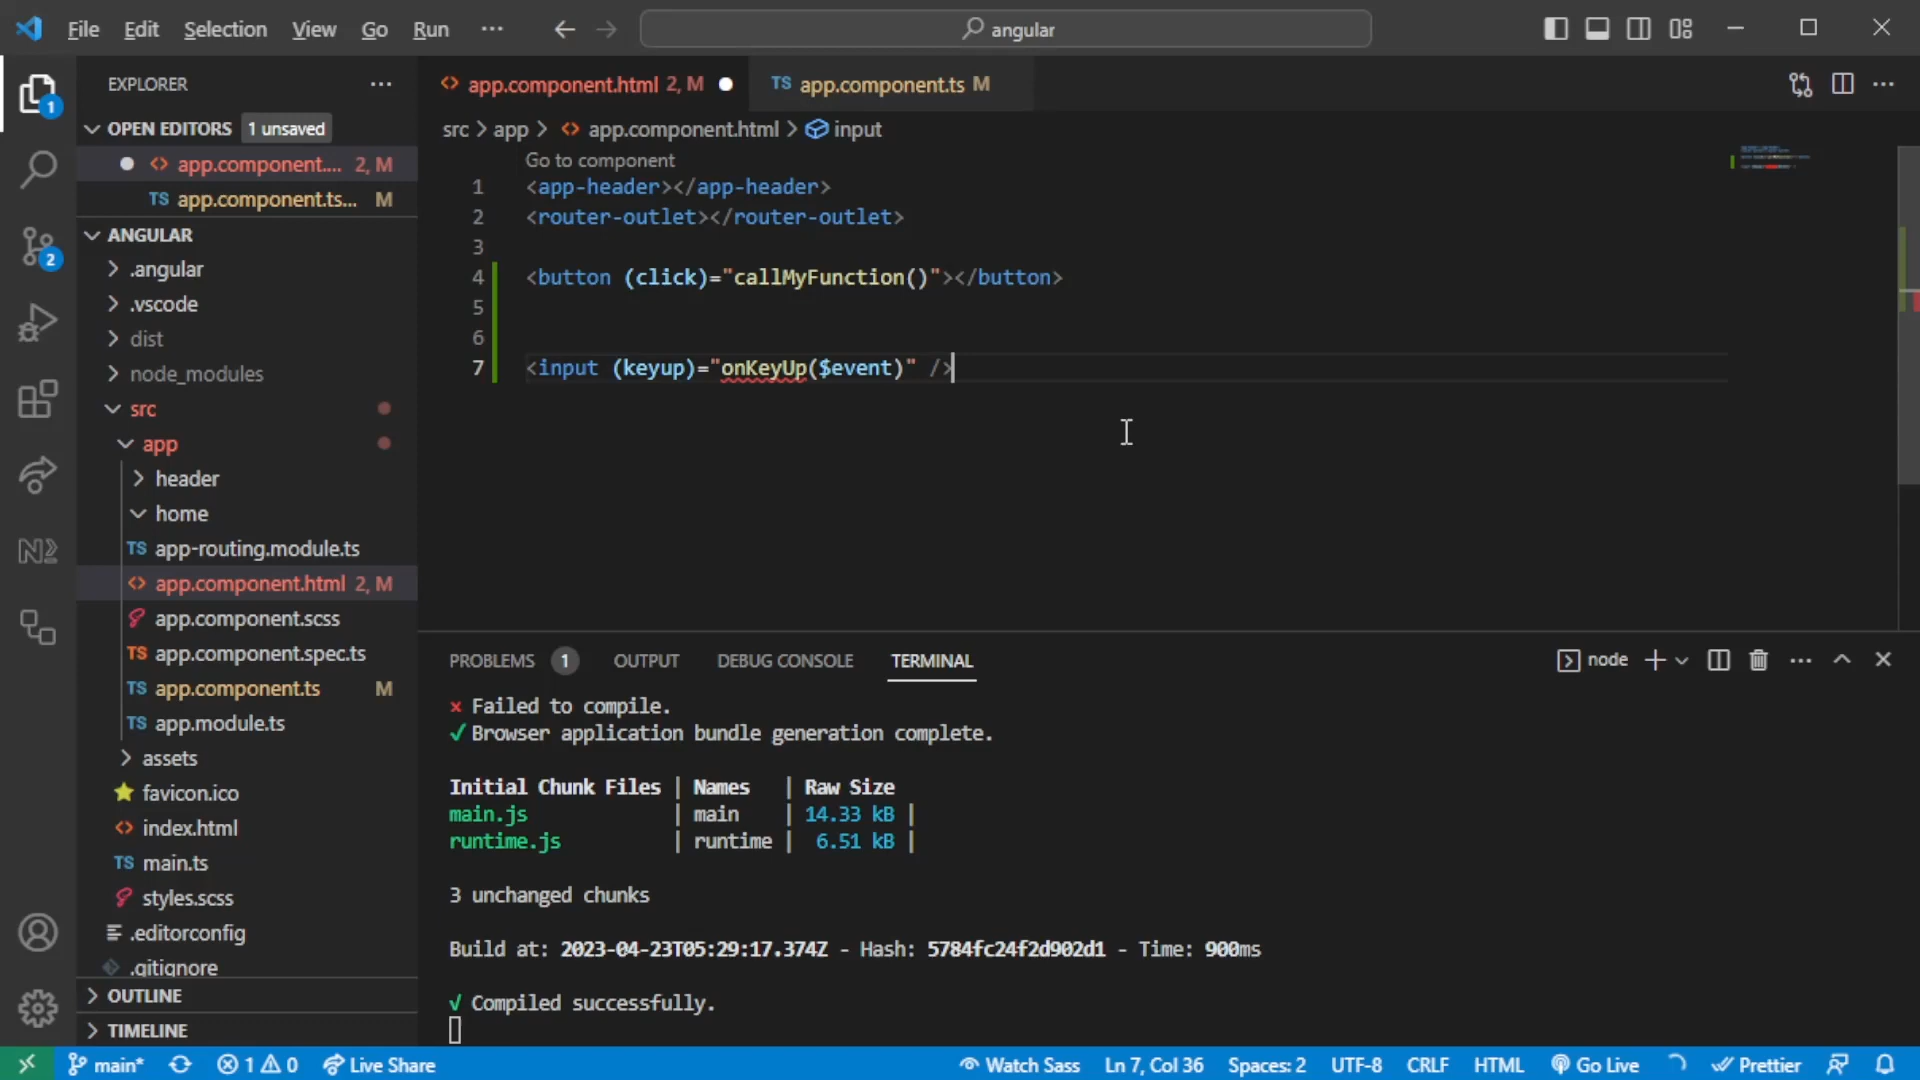 File Edit Selection View Go Run ··· angular
EXPLORER ···
OPEN EDITORS 1 unsaved
app.component.... 2, M
TS app.component.ts... M
ANGULAR
.angular
.vscode
dist
node_modules
src
app
header
home
TS app-routing.module.ts
<> app.component.html 2, M
app.component.scss
TS app.component.spec.ts
TS app.component.ts M
TS app.module.ts
assets
favicon.ico
<> index.html
TS main.ts
styles.scss
.editorconfig
.gitignore
OUTLINE
TIMELINE
<> app.component.html 2, M TS app.component.ts M
src > app > <> app.component.html > input
Go to component
1 <app-header></app-header>
2 <router-outlet></router-outlet>
3
4 <button (click)="callMyFunction()"></button>
5
6
7 <input (keyup)="onKeyUp($event)" />
PROBLEMS 1 OUTPUT DEBUG CONSOLE TERMINAL node
× Failed to compile.
✓ Browser application bundle generation complete.
Initial Chunk Files | Names | Raw Size
main.js | main | 14.33 kB |
runtime.js | runtime | 6.51 kB |
3 unchanged chunks
Build at: 2023-04-23T05:29:17.374Z - Hash: 5784fc24f2d902d1 - Time: 900ms
√ Compiled successfully.
main* 1 0 Live Share Watch Sass Ln 7, Col 36 Spaces: 2 UTF-8 CRLF HTML Go Live Prettier